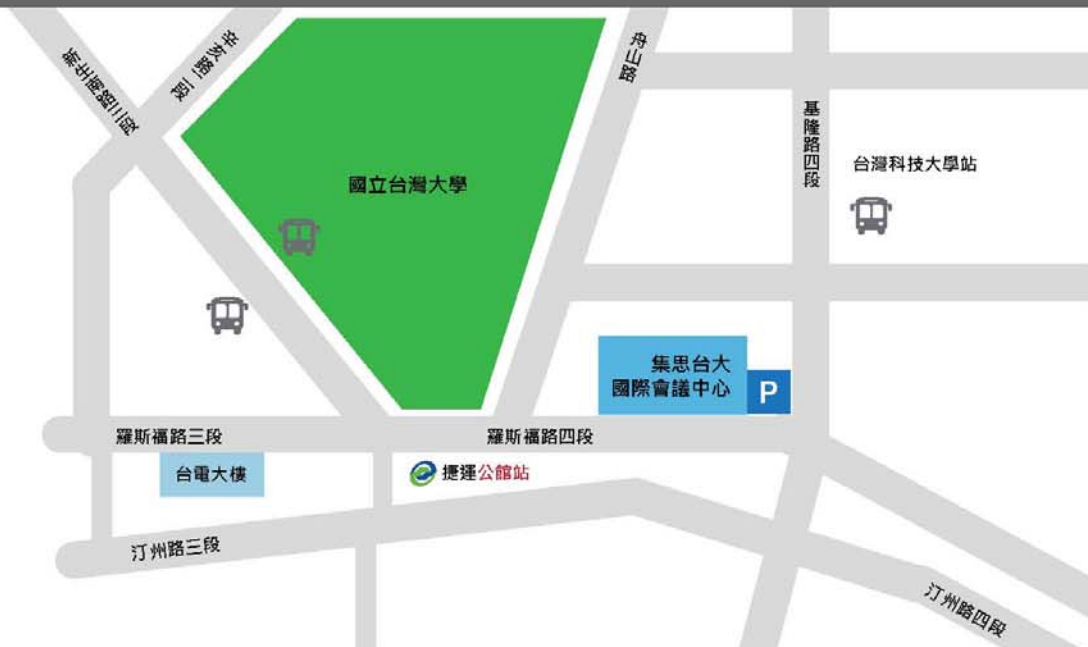 新生南路三段
辛亥路二段
舟山路
基隆路四段
台灣科技大學站
國立台灣大學
集思台大
國際會議中心
P
羅斯福路三段
羅斯福路四段
台電大樓
捷運公館站
汀州路三段
汀州路四段